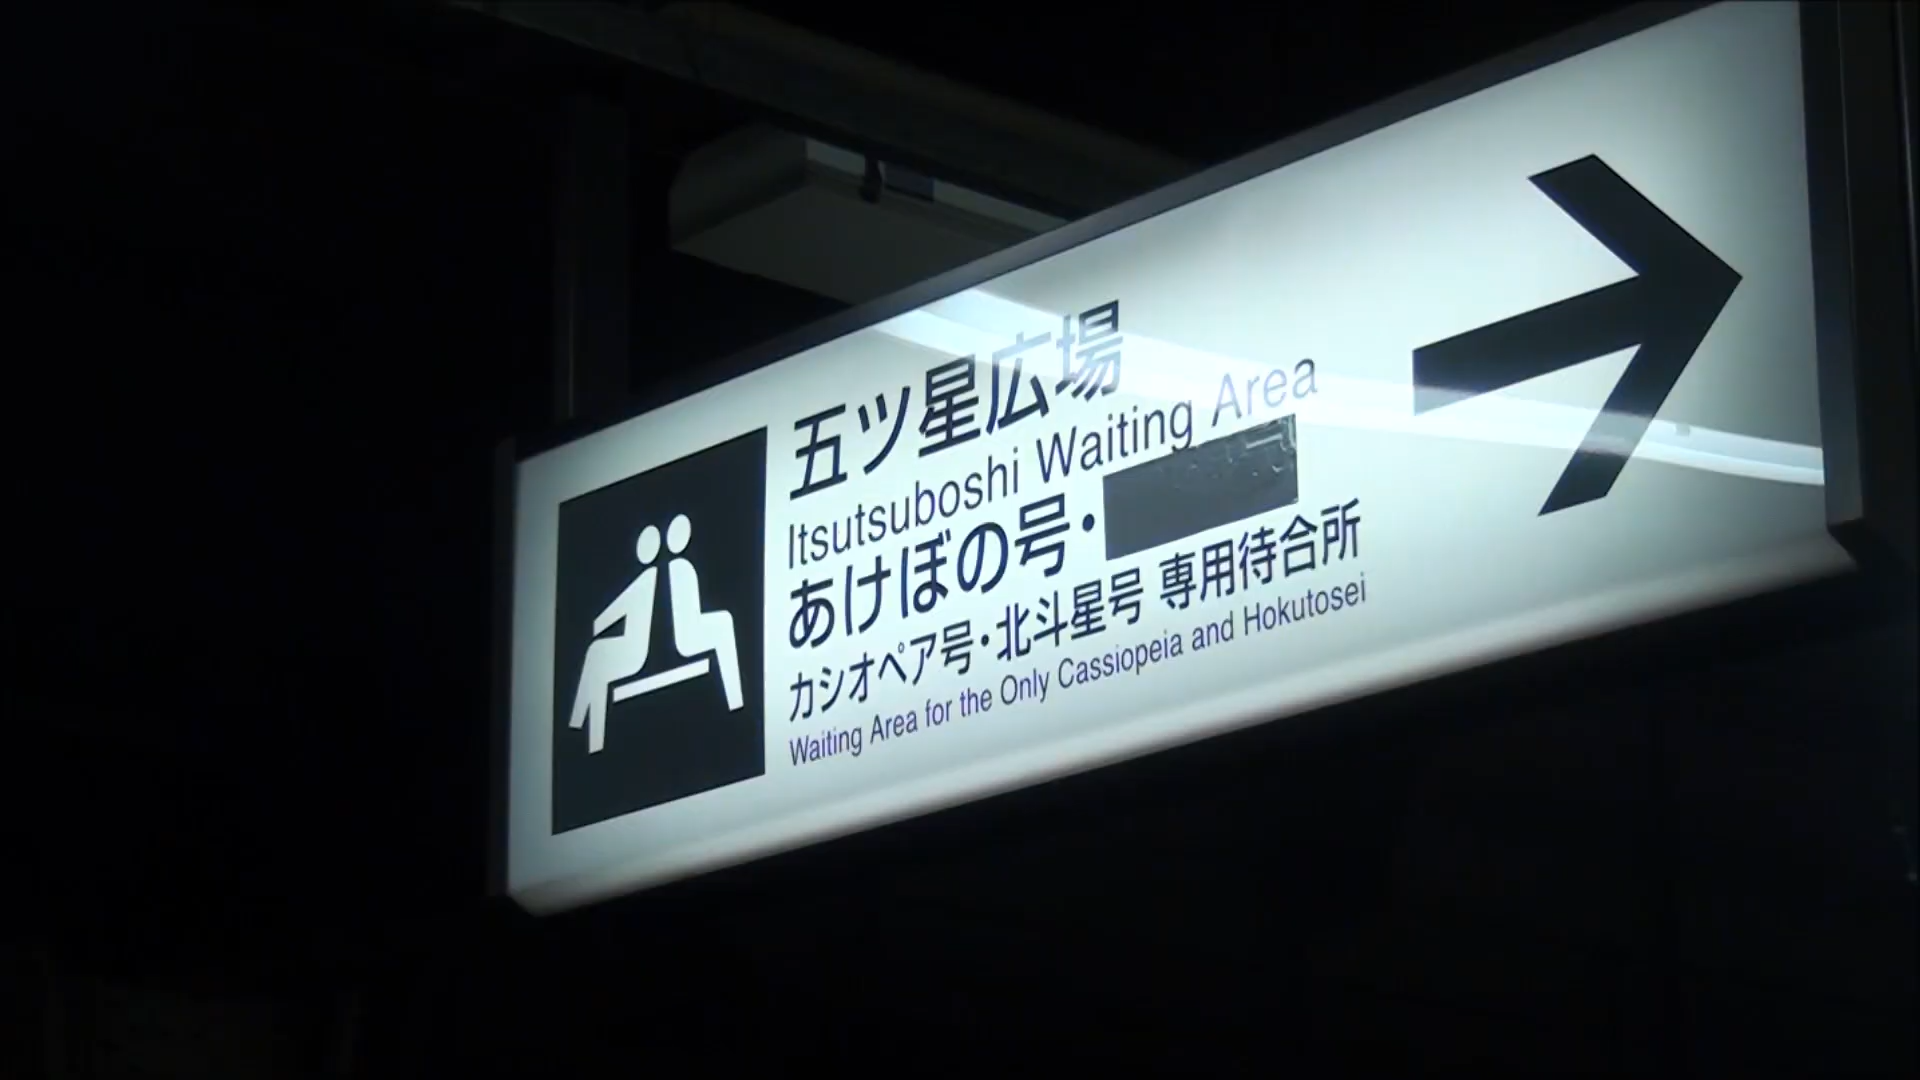 五ツ星広場
Itsutsuboshi Waiting Area
あけぼの号・
カシオペア号・北斗星号 専用待合所
Waiting Area for the Only Cassiopeia and Hokutosei